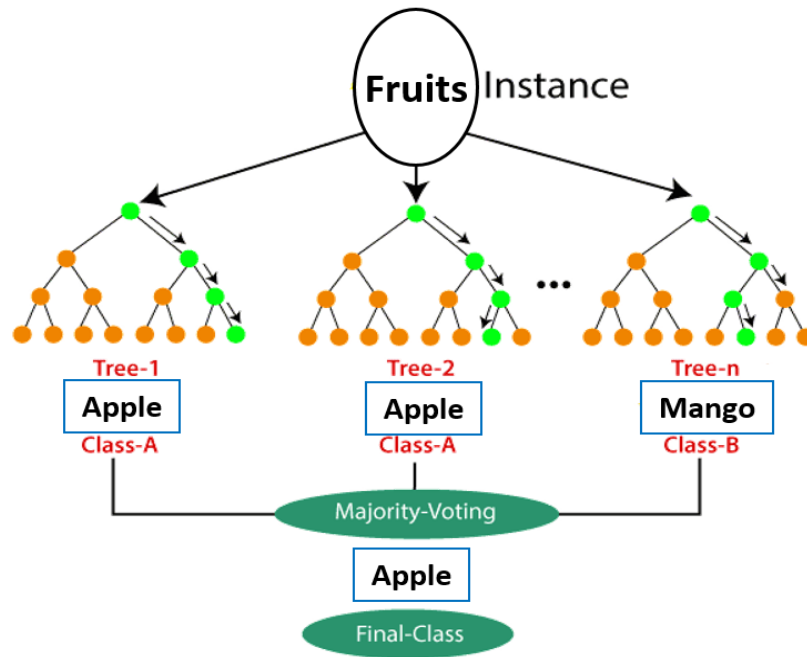 Fruits Instance
...
Tree-1 Tree-2 Tree-n
Apple Apple Mango
Class-A Class-A Class-B
Majority-Voting
Apple
Final-Class